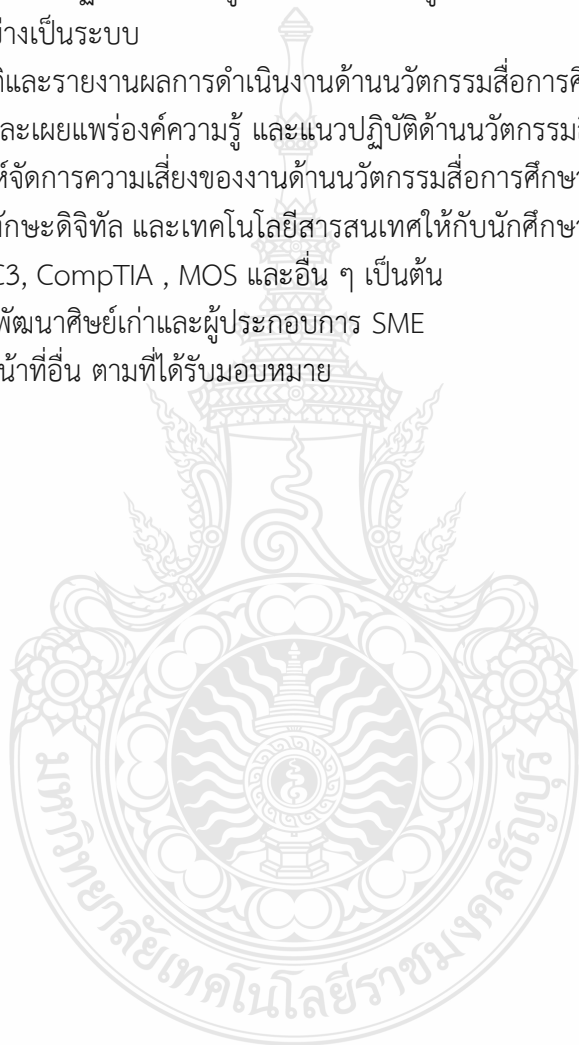 างเป็นระบบ
และรายงานผลการดำเนินงานด้านนวัตกรรมสื่อการศึ
ละเผยแพร่องค์ความรู้ และแนวปฏิบัติด้านนวัตกรรม
ห์จัดการความเสี่ยงของงานด้านนวัตกรรมสื่อการศึกษา
ทักษะดิจิทัล และเทคโนโลยีสารสนเทศให้กับนักศึกษา
C3, CompTIA , MOS และอื่น ๆ เป็นต้น
พัฒนาศิษย์เก่าและผู้ประกอบการ SME
น้าที่อื่น ตามที่ได้รับมอบหมาย
มหาวิทยาลัยเทคโนโลยีราชมงคลธัญบุรี